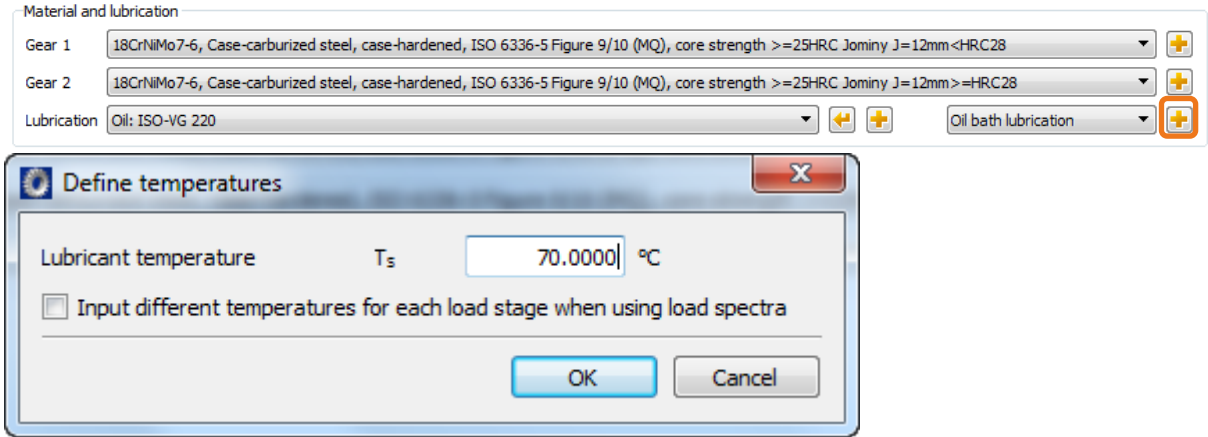 Material and lubrication
Gear 1 18CrNiMo7-6, Case-carburized steel, case-hardened, ISO 6336-5 Figure 9/10 (MQ), core strength >=25HRC Jominy J=12mm<HRC28
Gear 2 18CrNiMo7-6, Case-carburized steel, case-hardened, ISO 6336-5 Figure 9/10 (MQ), core strength >=25HRC Jominy J=12mm>=HRC28
Lubrication Oil: ISO-VG 220 Oil bath lubrication
Define temperatures
Lubricant temperature Ts 70.0000 ºC
Input different temperatures for each load stage when using load spectra
OK Cancel